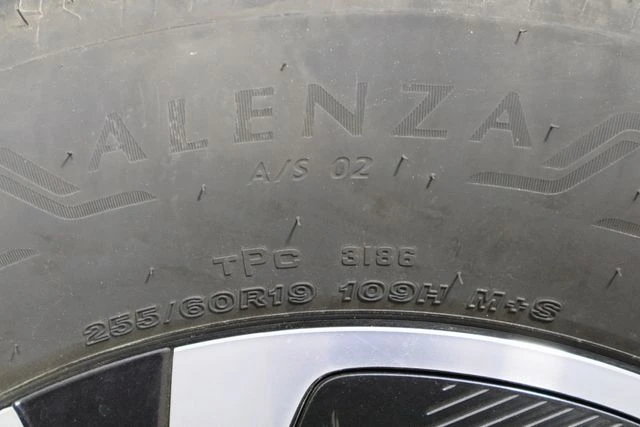 ALENZA
A/S 02
TPC 3186
255/60R19 109H M+S